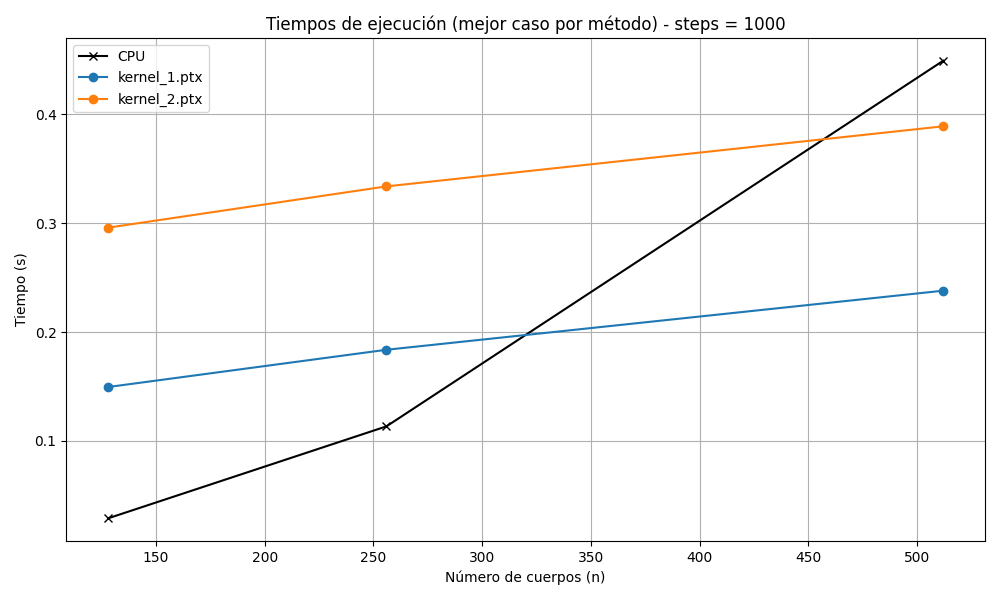 Tiempos de ejecución (mejor caso por método) - steps = 1000
CPU
kernel_1.ptx
kernel_2.ptx
Tiempo (s)
0.4
0.3
0.2
0.1
150 200 250 300 350 400 450 500
Número de cuerpos (n)